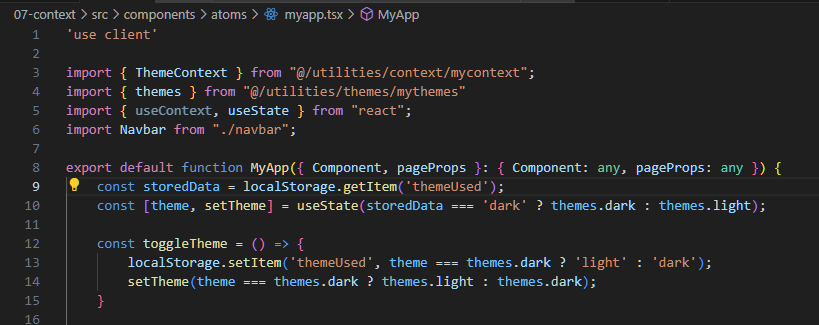 07-context > src > components > atoms > myapp.tsx > MyApp
1 'use client'
2
3 import { ThemeContext } from "@/utilities/context/mycontext";
4 import { themes } from "@/utilities/themes/mythemes"
5 import { useContext, useState } from "react";
6 import Navbar from "./navbar";
7
8 export default function MyApp({ Component, pageProps }: { Component: any, pageProps: any }) {
9 const storedData = localStorage.getItem('themeUsed');
10 const [theme, setTheme] = useState(storedData === 'dark' ? themes.dark : themes.light);
11
12 const toggleTheme = () => {
13 localStorage.setItem('themeUsed', theme === themes.dark ? 'light' : 'dark');
14 setTheme(theme === themes.dark ? themes.light : themes.dark);
15 }
16